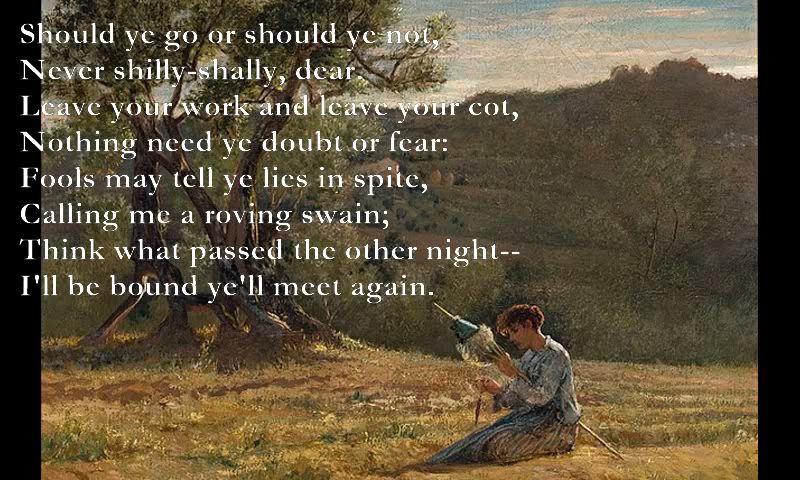 Should ye go or should ye not,
Never shilly-shally, dear.
Leave your work and leave your cot,
Nothing need ye doubt or fear:
Fools may tell ye lies in spite,
Calling me a roving swain;
Think what passed the other night--
I'll be bound ye'll meet again.